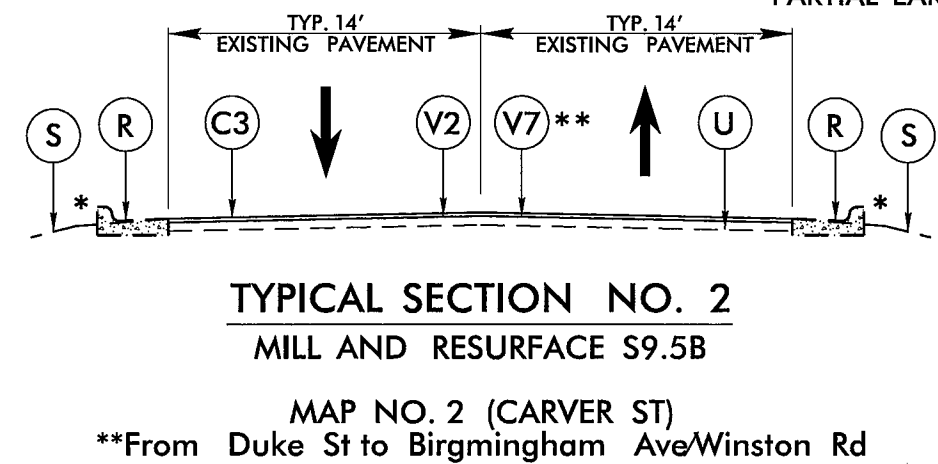 TYP. 14' TYP. 14'
EXISTING PAVEMENT EXISTING PAVEMENT
S * R C3 V2 V7 ** U R * S
TYPICAL SECTION NO. 2
MILL AND RESURFACE S9.5B
MAP NO. 2 (CARVER ST)
**From Duke St to Birgmingham Ave/Winston Rd